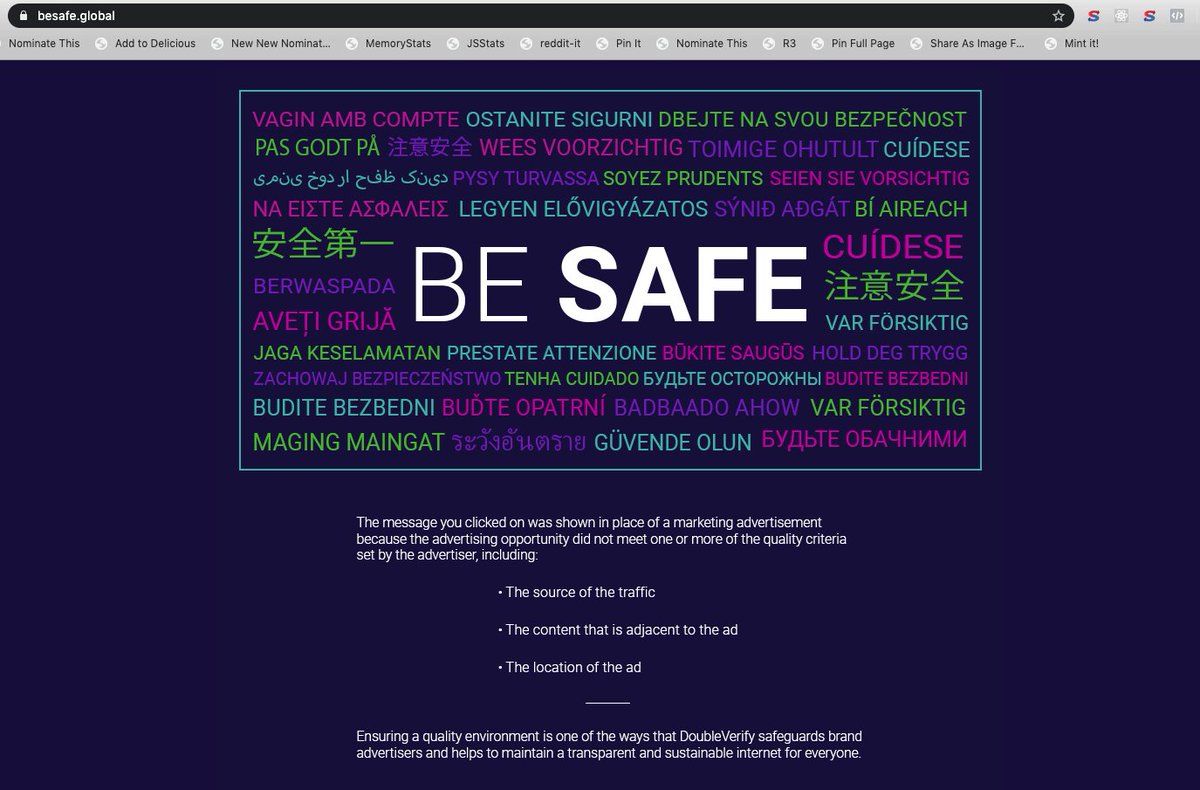 besafe.global
Nominate This Add to Delicious New New Nominat... MemoryStats JSStats reddit-it Pin It Nominate This R3 Pin Full Page Share As Image F... Mint it!
VAGIN AMB COMPTE OSTANITE SIGURNI DBEJTE NA SVOU BEZPEČNOST
PAS GODT PÅ 注意安全 WEES VOORZICHTIG TOIMIGE OHUTULT CUÍDESE
دینک ظفح ار دوخ ینمی PYSY TURVASSA SOYEZ PRUDENTS SEIEN SIE VORSICHTIG
ΝΑ ΕΙΣΤΕ ΑΣΦΑΛΕΙΣ LEGYEN ELŐVIGYÁZATOS SÝNIÐ AÐGÁT BÍ AIREACH
安全第一
BERWASPADA
AVEȚI GRIJĂ
BE SAFE
CUÍDESE
注意安全
VAR FÖRSIKTIG
JAGA KESELAMATAN PRESTATE ATTENZIONE BŪKITE SAUGŪS HOLD DEG TRYGG
ZACHOWAJ BEZPIECZEŃSTWO TENHA CUIDADO БУДЬТЕ ОСТОРОЖНЫ BUDITE BEZBEDNI
BUDITE BEZBEDNI BUĎTE OPATRNÍ BADBAADO AHOW VAR FÖRSIKTIG
MAGING MAINGAT ระวังอันตราย GÜVENDE OLUN БУДЬТЕ ОБАЧНИМИ
The message you clicked on was shown in place of a marketing advertisement
because the advertising opportunity did not meet one or more of the quality criteria
set by the advertiser, including:
• The source of the traffic
• The content that is adjacent to the ad
• The location of the ad
Ensuring a quality environment is one of the ways that DoubleVerify safeguards brand
advertisers and helps to maintain a transparent and sustainable internet for everyone.